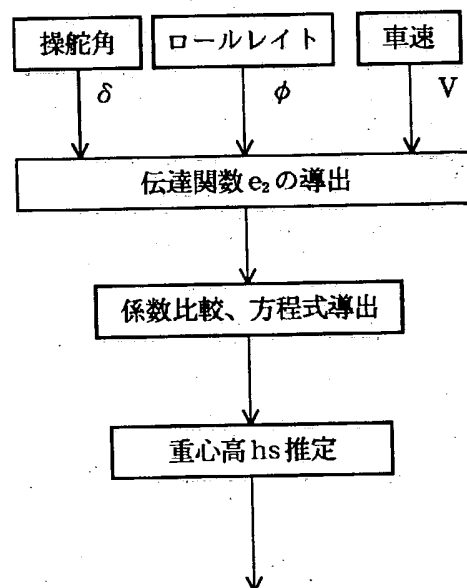 操舵角
ロールレイト
車速
δ
φ
V
伝達関数e₂の導出
係数比較、方程式導出
重心高hs推定